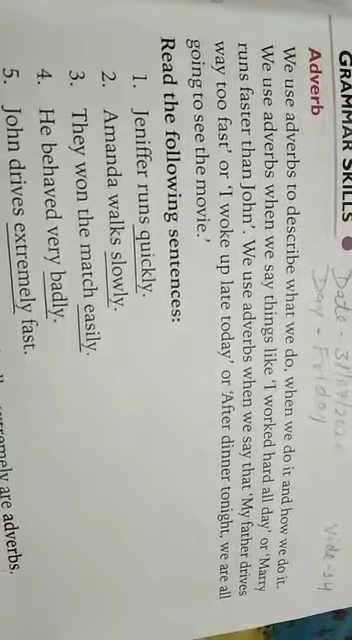 GRAMMAR SKILLS
Date - 31/07/2020
Day - Friday
Vide-s4
Adverb
We use adverbs to describe what we do, when we do it and how we do it.
We use adverbs when we say things like 'I worked hard all day' or 'Marry
runs faster than John'. We use adverbs when we say that 'My father drives
way too fast' or 'I woke up late today' or 'After dinner tonight, we are all
going to see the movie.'
Read the following sentences:
1. Jeniffer runs quickly.
2. Amanda walks slowly.
3. They won the match easily.
4. He behaved very badly.
5. John drives extremely fast.
are adverbs.